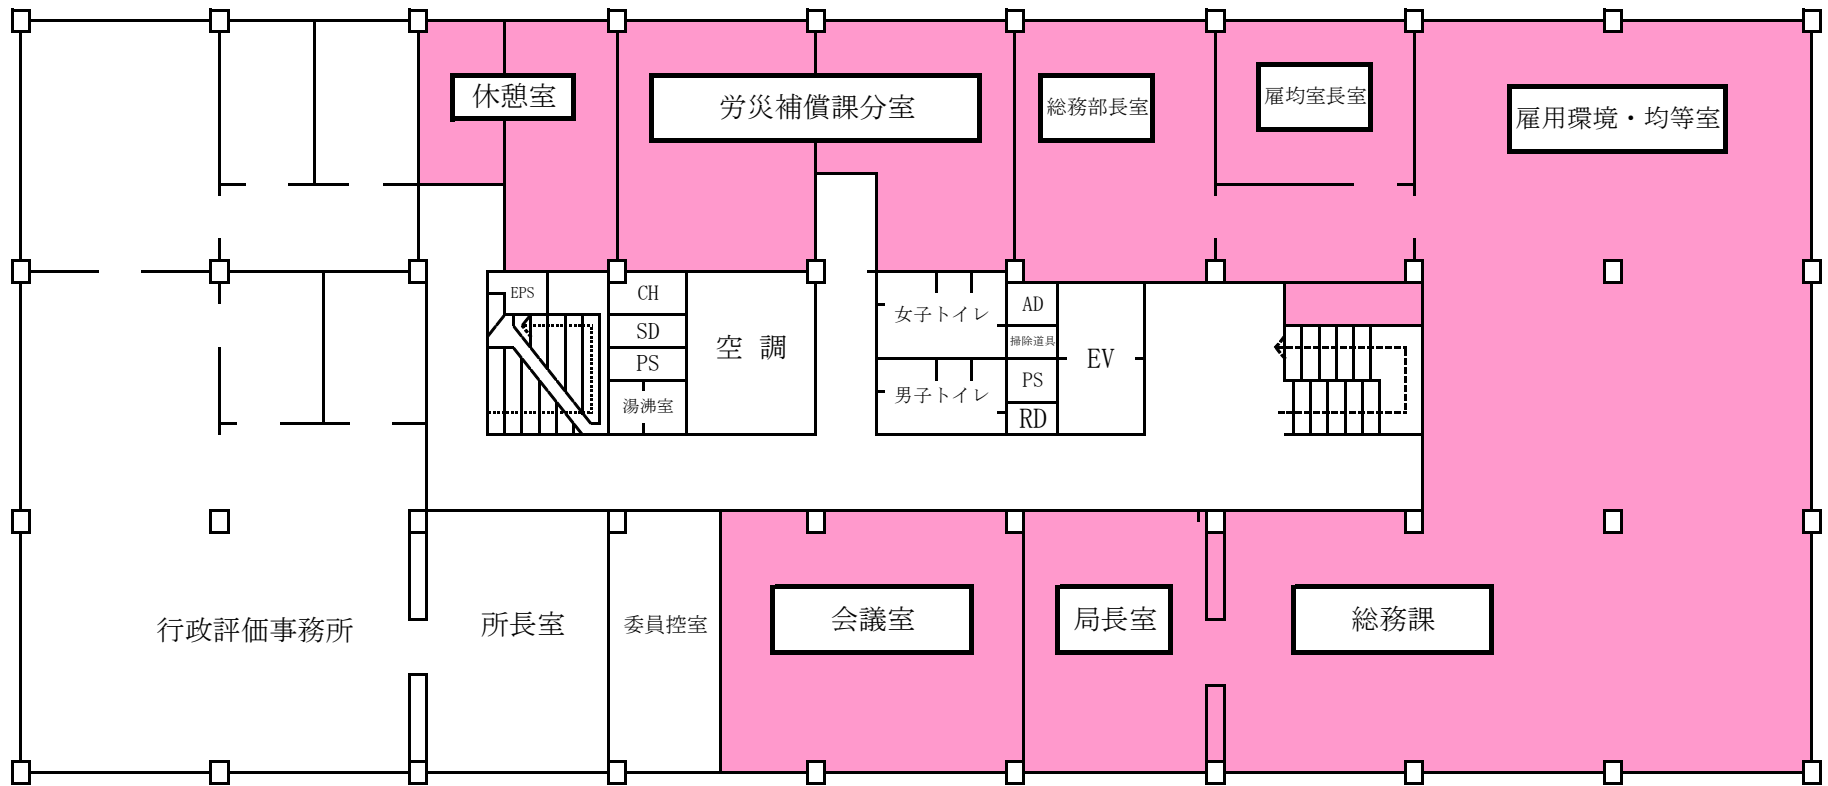 休憩室
労災補償課分室
総務部長室
雇均室長室
雇用環境・均等室
EPS
CH
SD
PS
湯沸室
空 調
女子トイレ
男子トイレ
AD
掃除道具
PS
RD
EV
行政評価事務所
所長室
委員控室
会議室
局長室
総務課